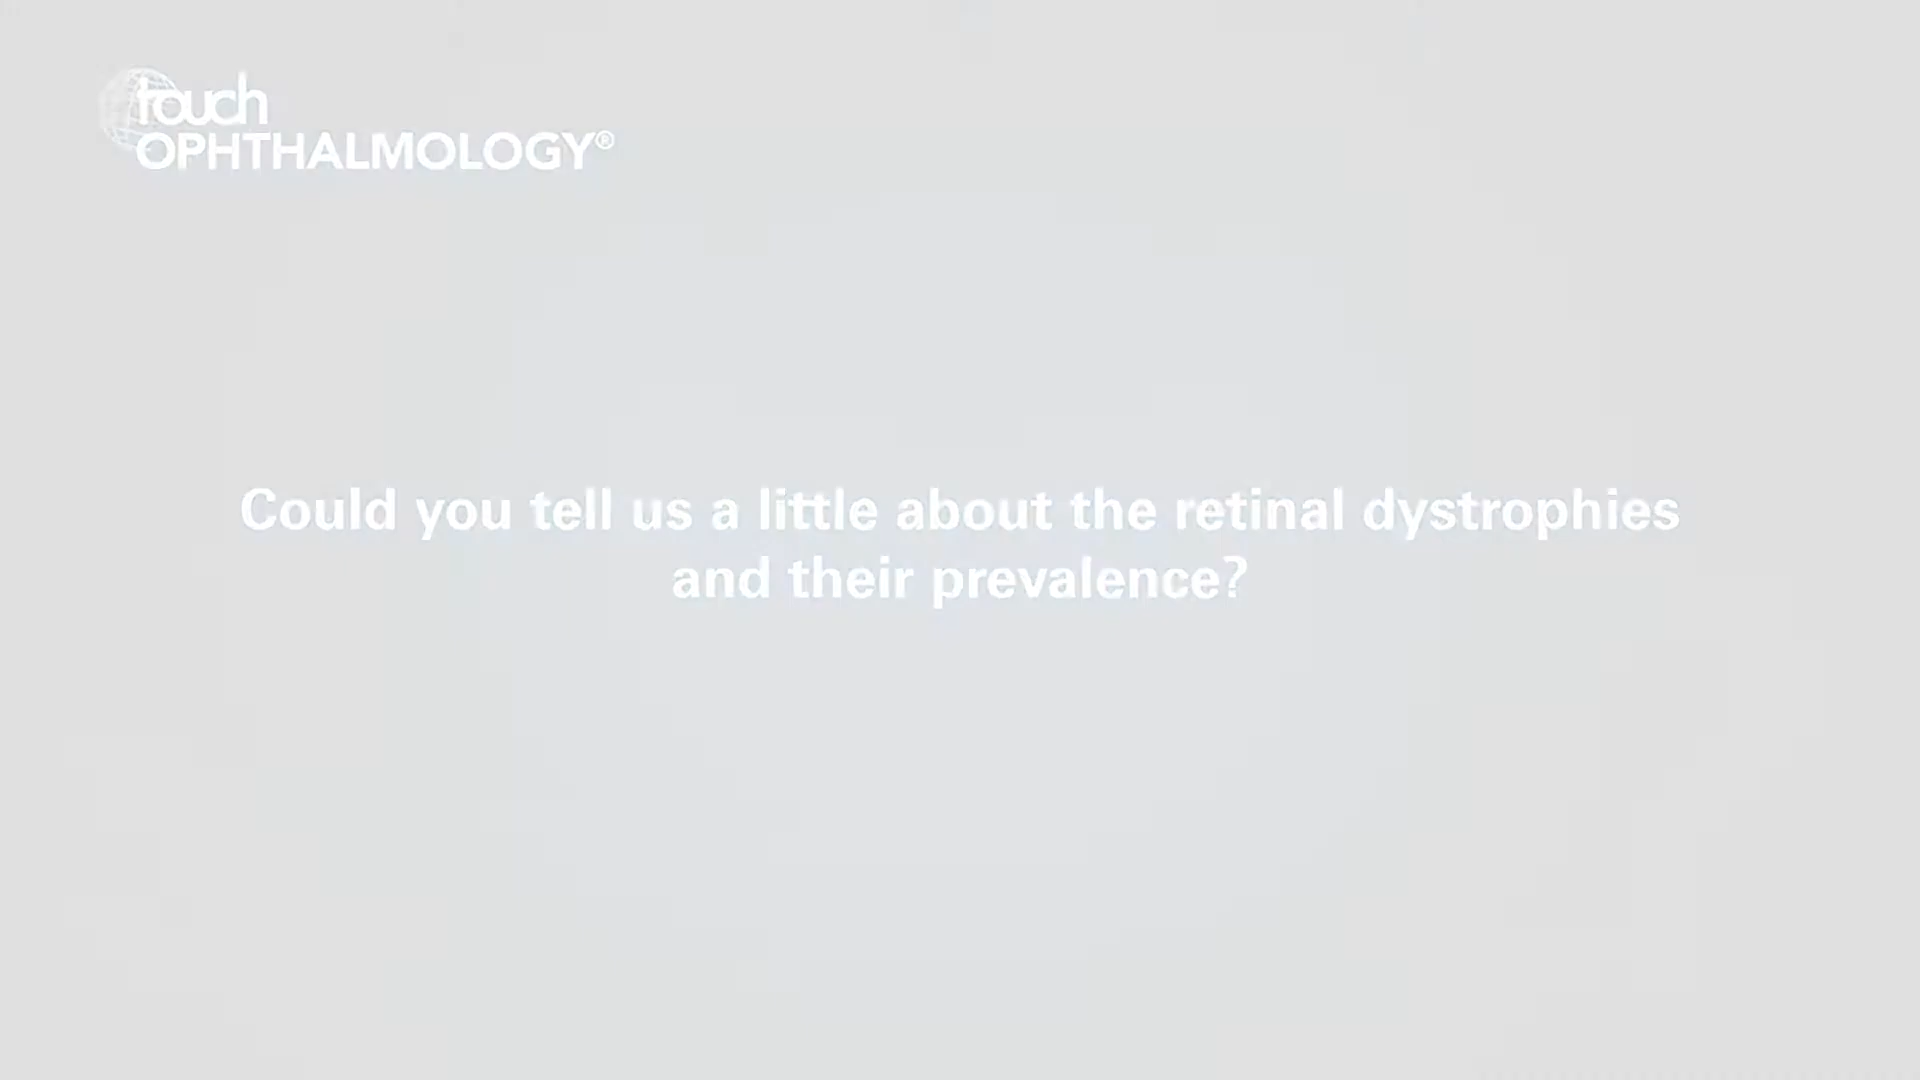 touch
OPHTHALMOLOGY®
Could you tell us a little about the retinal dystrophies
and their prevalence?